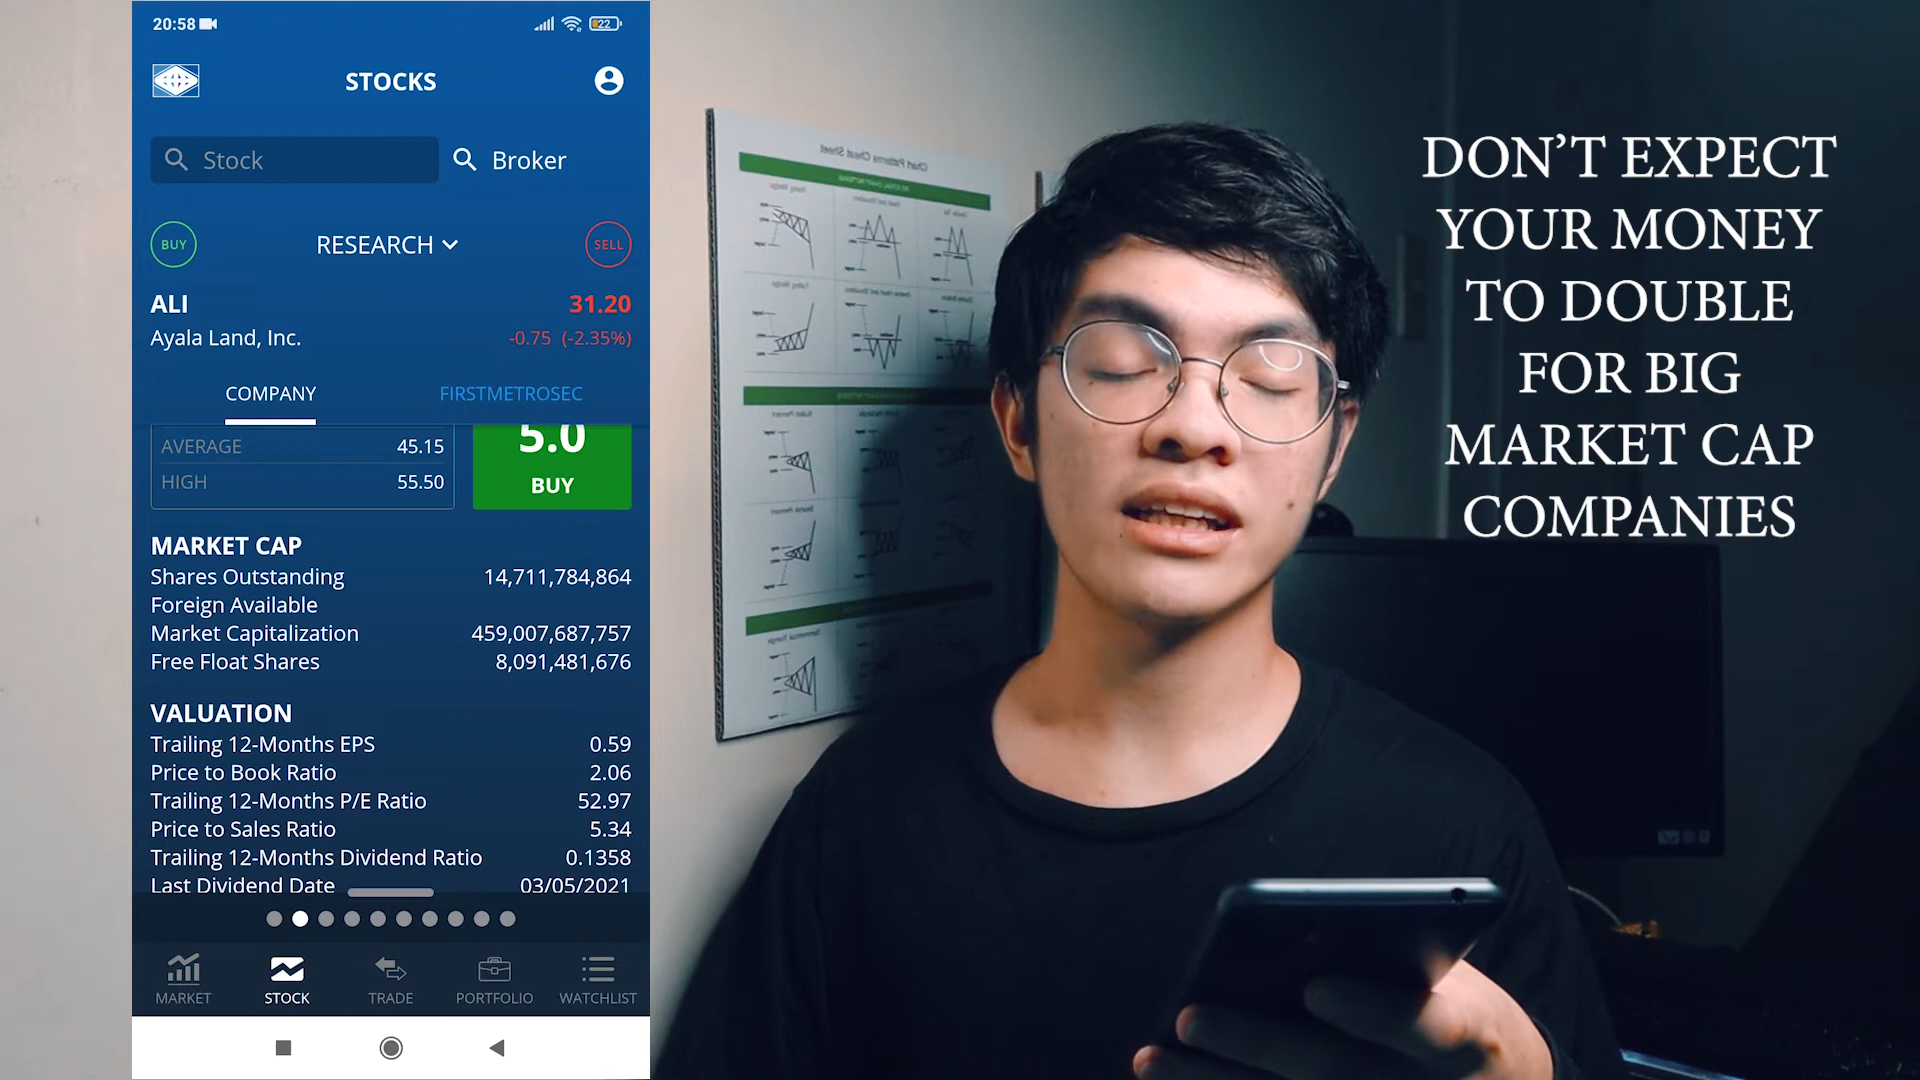 20:58
22
STOCKS
Stock
Broker
BUY
RESEARCH
SELL
ALI
31.20
Ayala Land, Inc.
-0.75 (-2.35%)
COMPANY
FIRSTMETROSEC
AVERAGE 45.15
HIGH 55.50
5.0
BUY
MARKET CAP
Shares Outstanding 14,711,784,864
Foreign Available
Market Capitalization 459,007,687,757
Free Float Shares 8,091,481,676
VALUATION
Trailing 12-Months EPS 0.59
Price to Book Ratio 2.06
Trailing 12-Months P/E Ratio 52.97
Price to Sales Ratio 5.34
Trailing 12-Months Dividend Ratio 0.1358
Last Dividend Date 03/05/2021
MARKET
STOCK
TRADE
PORTFOLIO
WATCHLIST
Chart Patterns Cheat Sheet
DON'T EXPECT
YOUR MONEY
TO DOUBLE
FOR BIG
MARKET CAP
COMPANIES